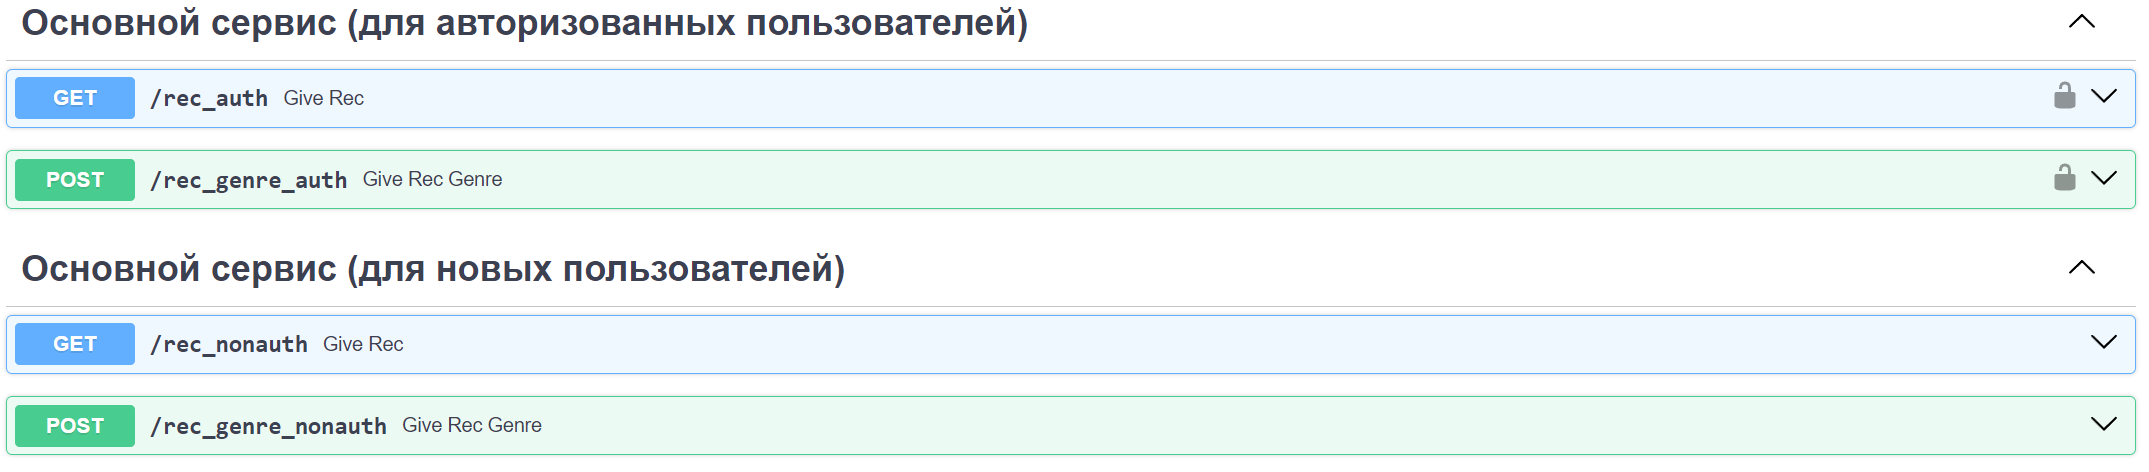 Основной сервис (для авторизованных пользователей)
GET /rec_auth Give Rec
POST /rec_genre_auth Give Rec Genre
Основной сервис (для новых пользователей)
GET /rec_nonauth Give Rec
POST /rec_genre_nonauth Give Rec Genre